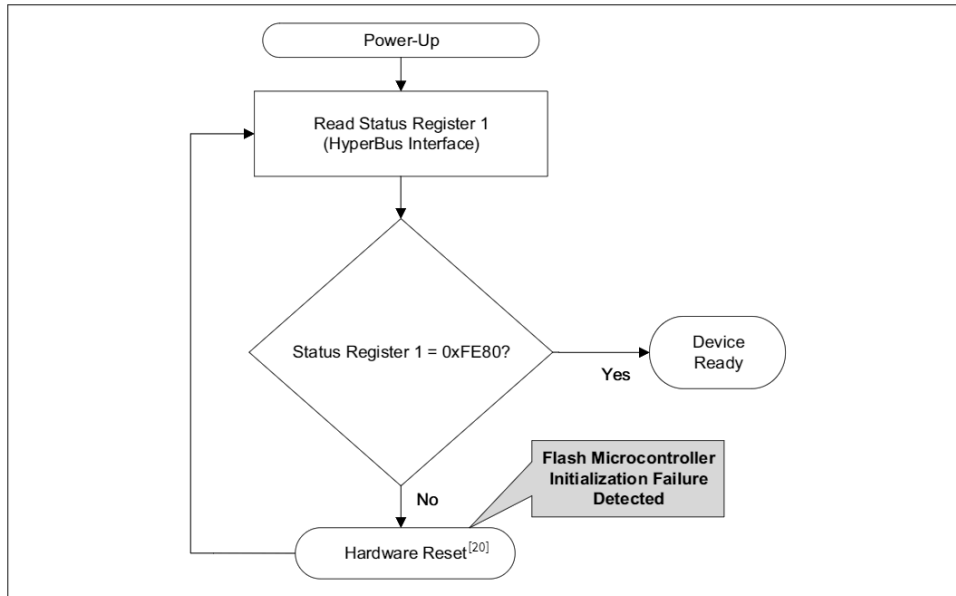 Power-Up
Read Status Register 1
(HyperBus Interface)
Status Register 1 = 0xFE80?
Yes
Device
Ready
No
Flash Microcontroller
Initialization Failure
Detected
Hardware Reset[20]